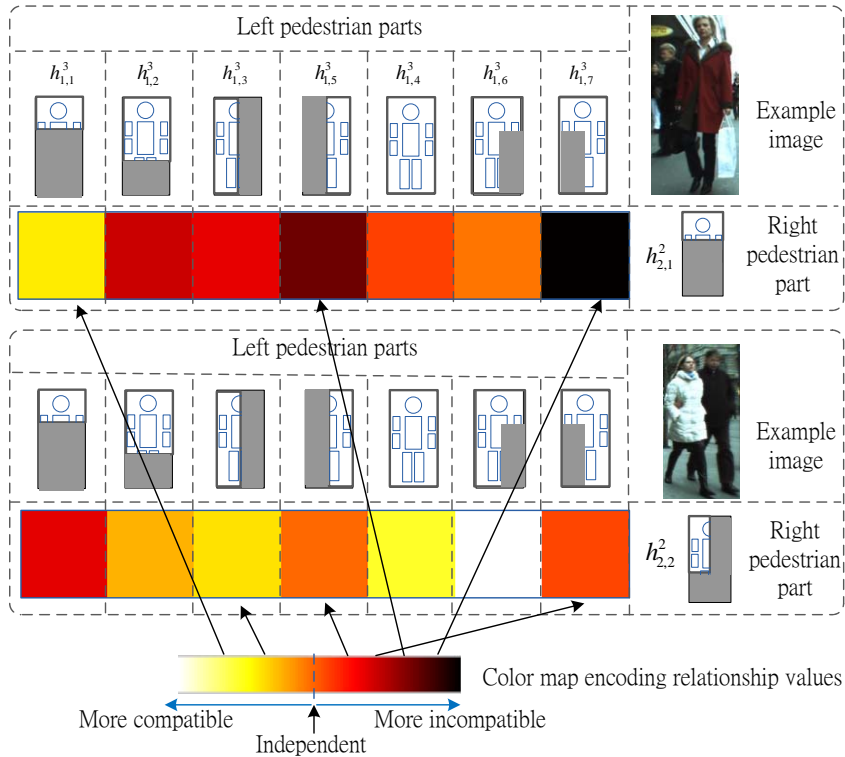 Left pedestrian parts
h^3_{1,1} h^3_{1,2} h^3_{1,3} h^3_{1,5} h^3_{1,4} h^3_{1,6} h^3_{1,7}
Example
image
h^2_{2,1}
Right
pedestrian
part
Left pedestrian parts
Example
image
h^2_{2,2}
Right
pedestrian
part
Color map encoding relationship values
More compatible
More incompatible
Independent